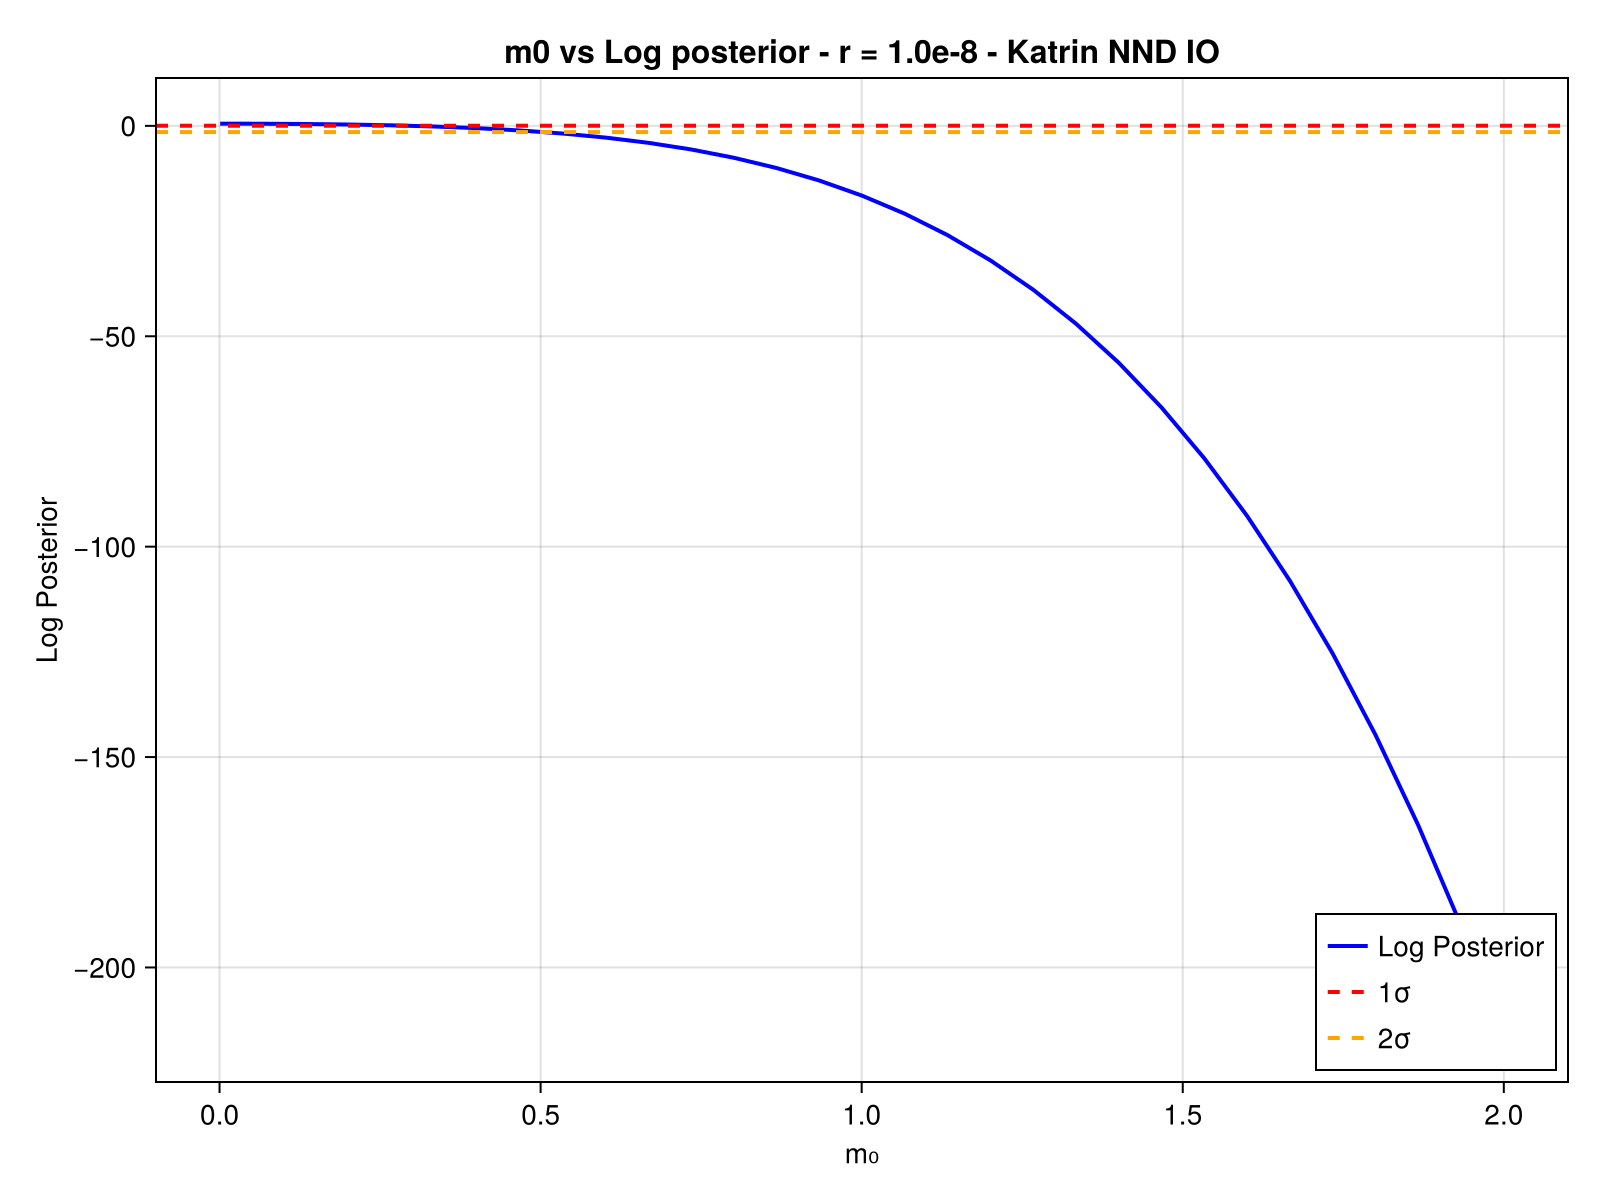 m0 vs Log posterior - r = 1.0e-8 - Katrin NND IO
0
−50
−100
−150
−200
Log Posterior
Log Posterior
1σ
2σ
0.0 0.5 1.0 1.5 2.0
m₀